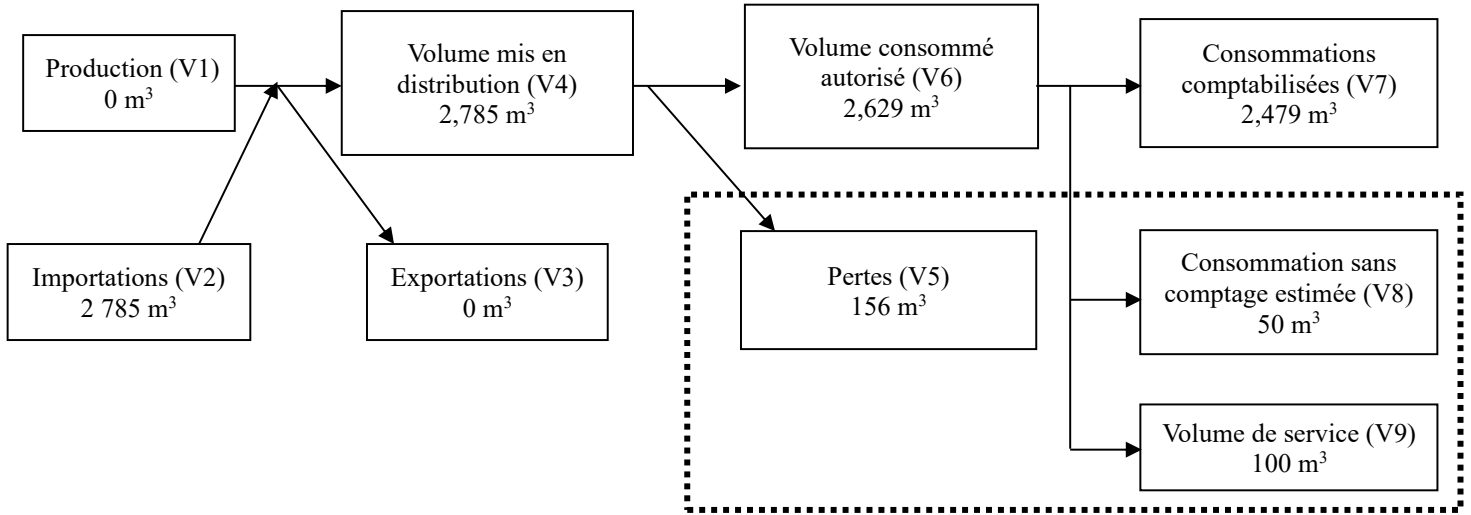 Production (V1)
0 m³
Volume mis en
distribution (V4)
2,785 m³
Volume consommé
autorisé (V6)
2,629 m³
Consommations
comptabilisées (V7)
2,479 m³
Importations (V2)
2 785 m³
Exportations (V3)
0 m³
Pertes (V5)
156 m³
Consommation sans
comptage estimée (V8)
50 m³
Volume de service (V9)
100 m³